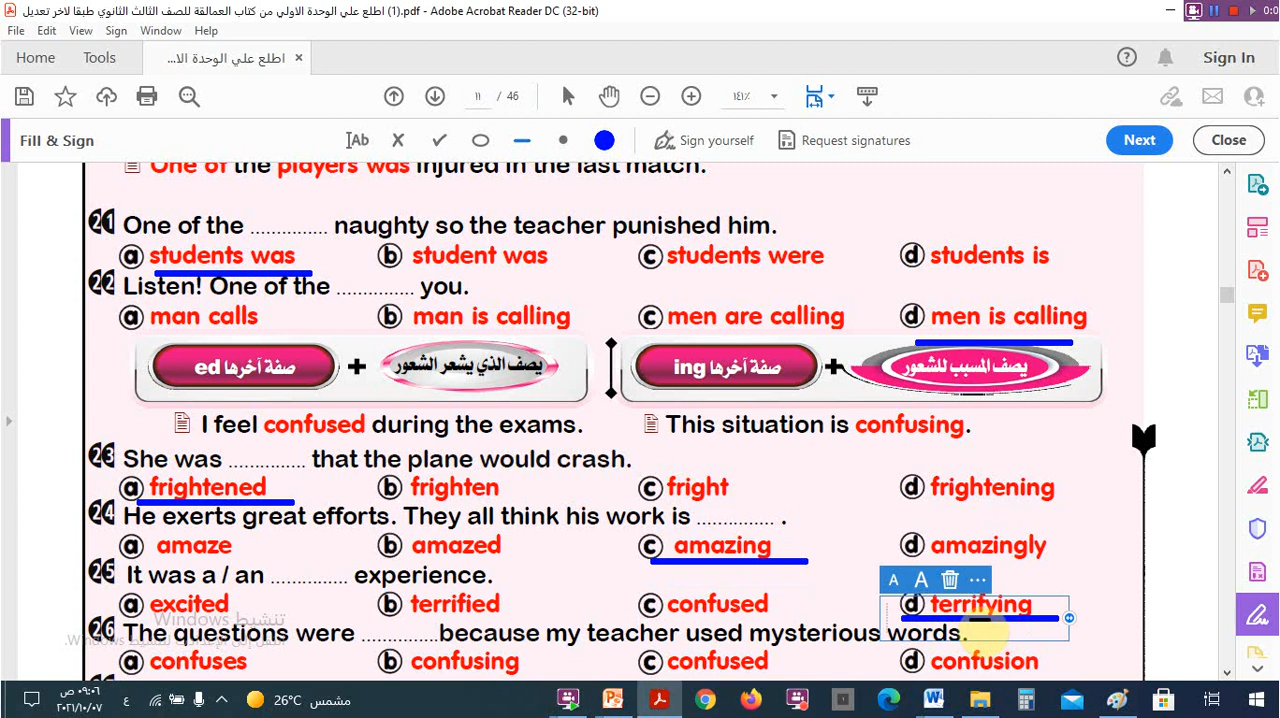 اطلع علي الوحدة الاولي من كتاب العمالقة للصف الثالث الثانوي طبقا لاخر تعديل (1).pdf - Adobe Acrobat Reader DC (32-bit)
File Edit View Sign Window Help
Home Tools اطلع علي الوحدة الا... × Sign In
١١ / 46 ١٤١٪
Fill & Sign Ab Sign yourself Request signatures Next Close
One of the players was injured in the last match.
21 One of the ............... naughty so the teacher punished him.
a students was b student was c students were d students is
22 Listen! One of the ............... you.
a man calls b man is calling c men are calling d men is calling
صفة آخرها ed + يصف الذي يشعر الشعور صفة آخرها ing + يصف المسبب للشعور
I feel confused during the exams. This situation is confusing.
23 She was ............... that the plane would crash.
a frightened b frighten c fright d frightening
24 He exerts great efforts. They all think his work is ............... .
a amaze b amazed c amazing d amazingly
25 It was a / an ............... experience.
A A ...
a excited b terrified c confused d terrifying
تنشيط Windows
26 The questions were ...............because my teacher used mysterious words.
a confuses b confusing c confused d confusion
٠٩:٠٦ ص
٢٠٢١/١٠/٠٧
ع 26°C مشمس